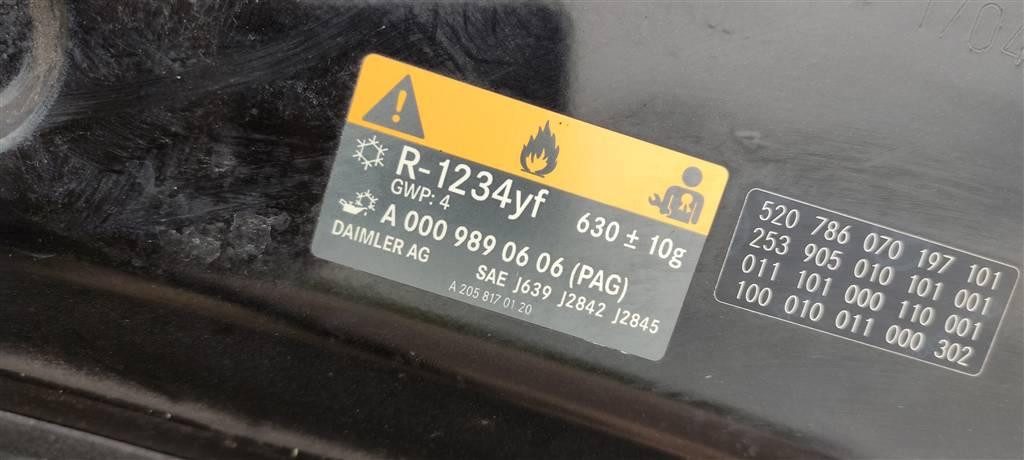 R-1234yf 630 ± 10g
GWP: 4
A 000 989 06 06 (PAG)
DAIMLER AG SAE J639 J2842 J2845
A 205 817 01 20
520 786 070 197 101
253 905 010 101 001
011 101 000 110 001
100 010 011 000 302